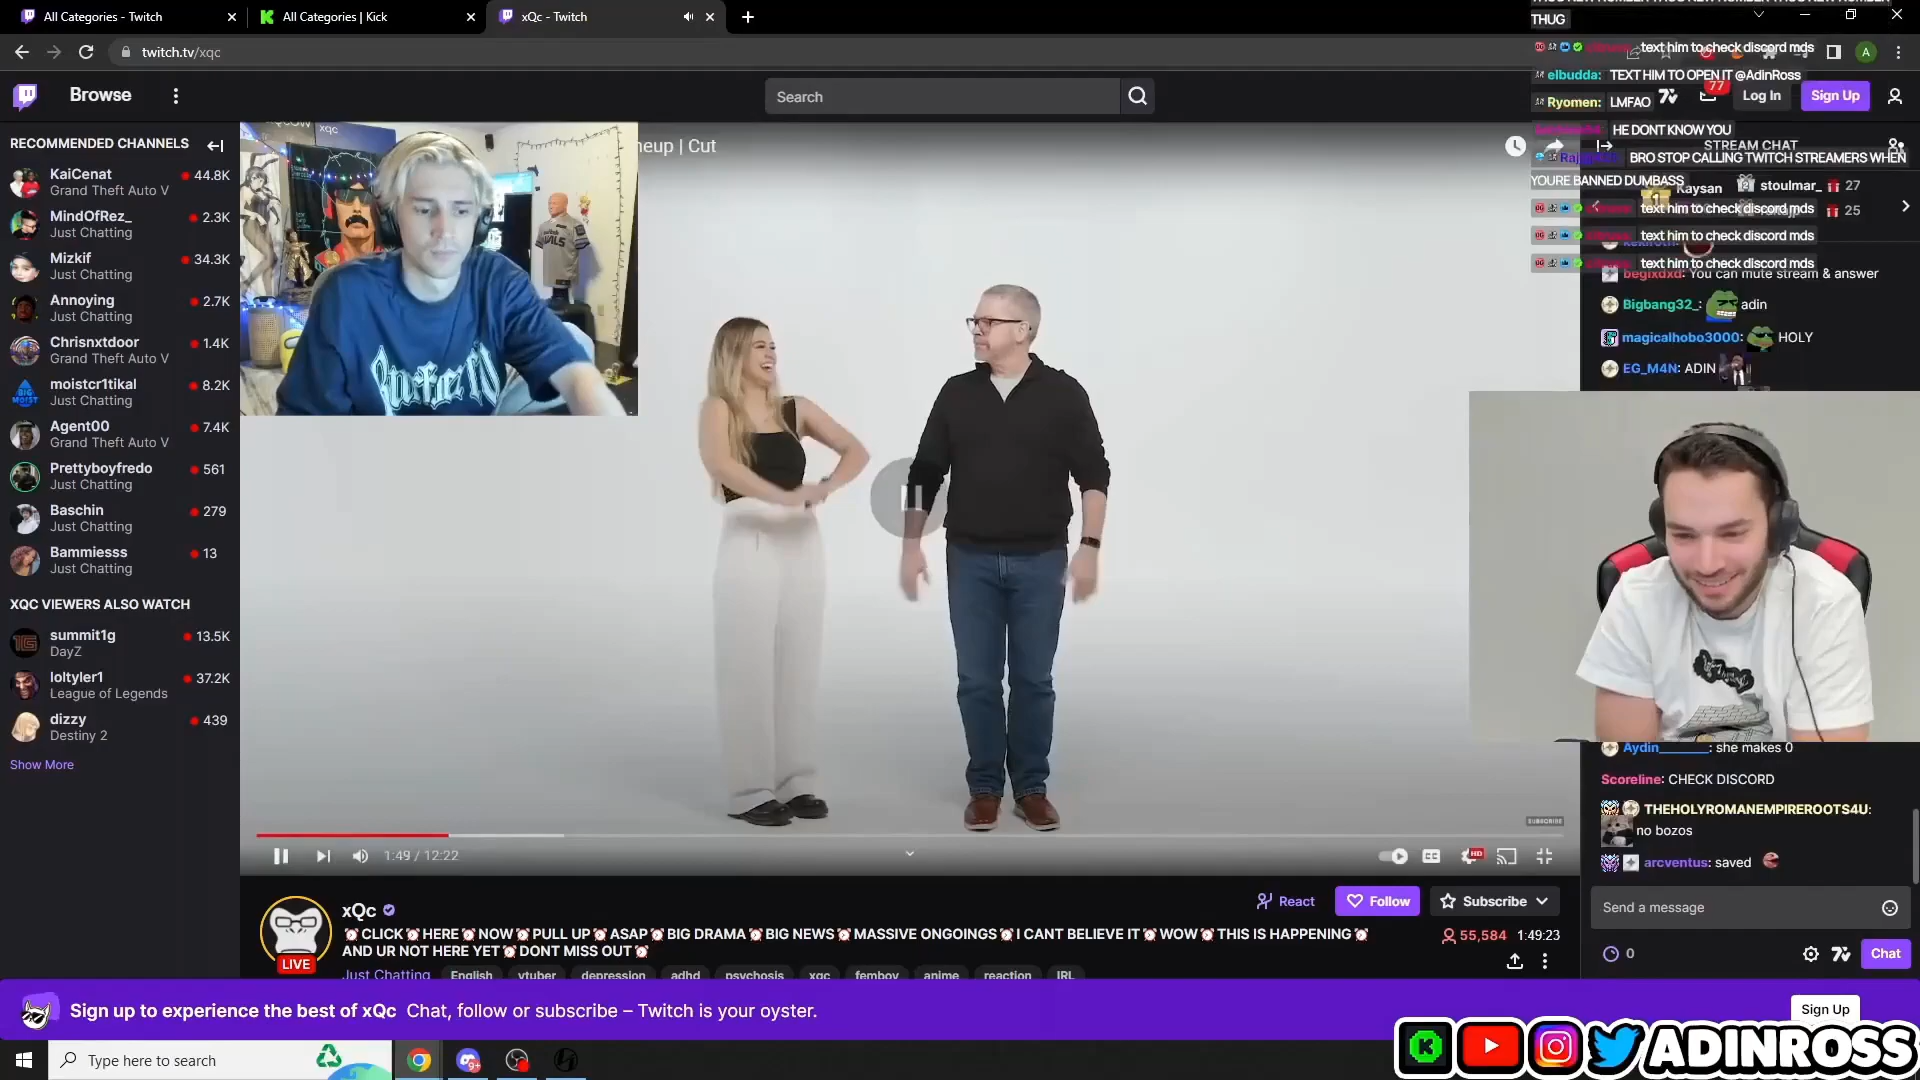 All Categories - Twitch
All Categories | Kick
xQc - Twitch
twitch.tv/xqc
THUG
text him to check discord mds
elbudda: TEXT HIM TO OPEN IT @AdinRoss
Ryomen: LMFAO
HE DONT KNOW YOU
BRO STOP CALLING TWITCH STREAMERS WHEN
YOURE BANNED DUMBASS
text him to check discord mds
text him to check discord mds
text him to check discord mds
Browse
Search
77
Log In
Sign Up
STREAM CHAT
Kaysan
stoulmar_ 27
25
begixdxd: You can mute stream & answer
Bigbang32_: adin
magicalhobo3000: HOLY
EG_M4N: ADIN
RECOMMENDED CHANNELS
KaiCenat 44.8K
Grand Theft Auto V
MindOfRez_ 2.3K
Just Chatting
Mizkif 34.3K
Just Chatting
Annoying 2.7K
Just Chatting
Chrisnxtdoor 1.4K
Grand Theft Auto V
moistcr1tikal 8.2K
Just Chatting
Agent00 7.4K
Grand Theft Auto V
Prettyboyfredo 561
Just Chatting
Baschin 279
Just Chatting
Bammiesss 13
Just Chatting
XQC VIEWERS ALSO WATCH
summit1g 13.5K
DayZ
loltyler1 37.2K
League of Legends
dizzy 439
Destiny 2
Show More
xqc
neup | Cut
SUBSCRIBE
1:49 / 12:22
HD
Aydin_______: she makes 0
Scoreline: CHECK DISCORD
THEHOLYROMANEMPIREROOTS4U:
no bozos
arcventus: saved
Send a message
0
Chat
LIVE
xQc
React
Follow
Subscribe
CLICK HERE NOW PULL UP ASAP BIG DRAMA BIG NEWS MASSIVE ONGOINGS I CANT BELIEVE IT WOW THIS IS HAPPENING
AND UR NOT HERE YET DONT MISS OUT
55,584 1:49:23
Just Chatting English vtuber depression adhd psychosis xqc femboy anime reaction IRL
Sign up to experience the best of xQc Chat, follow or subscribe – Twitch is your oyster.
Sign Up
Type here to search
ADINROSS